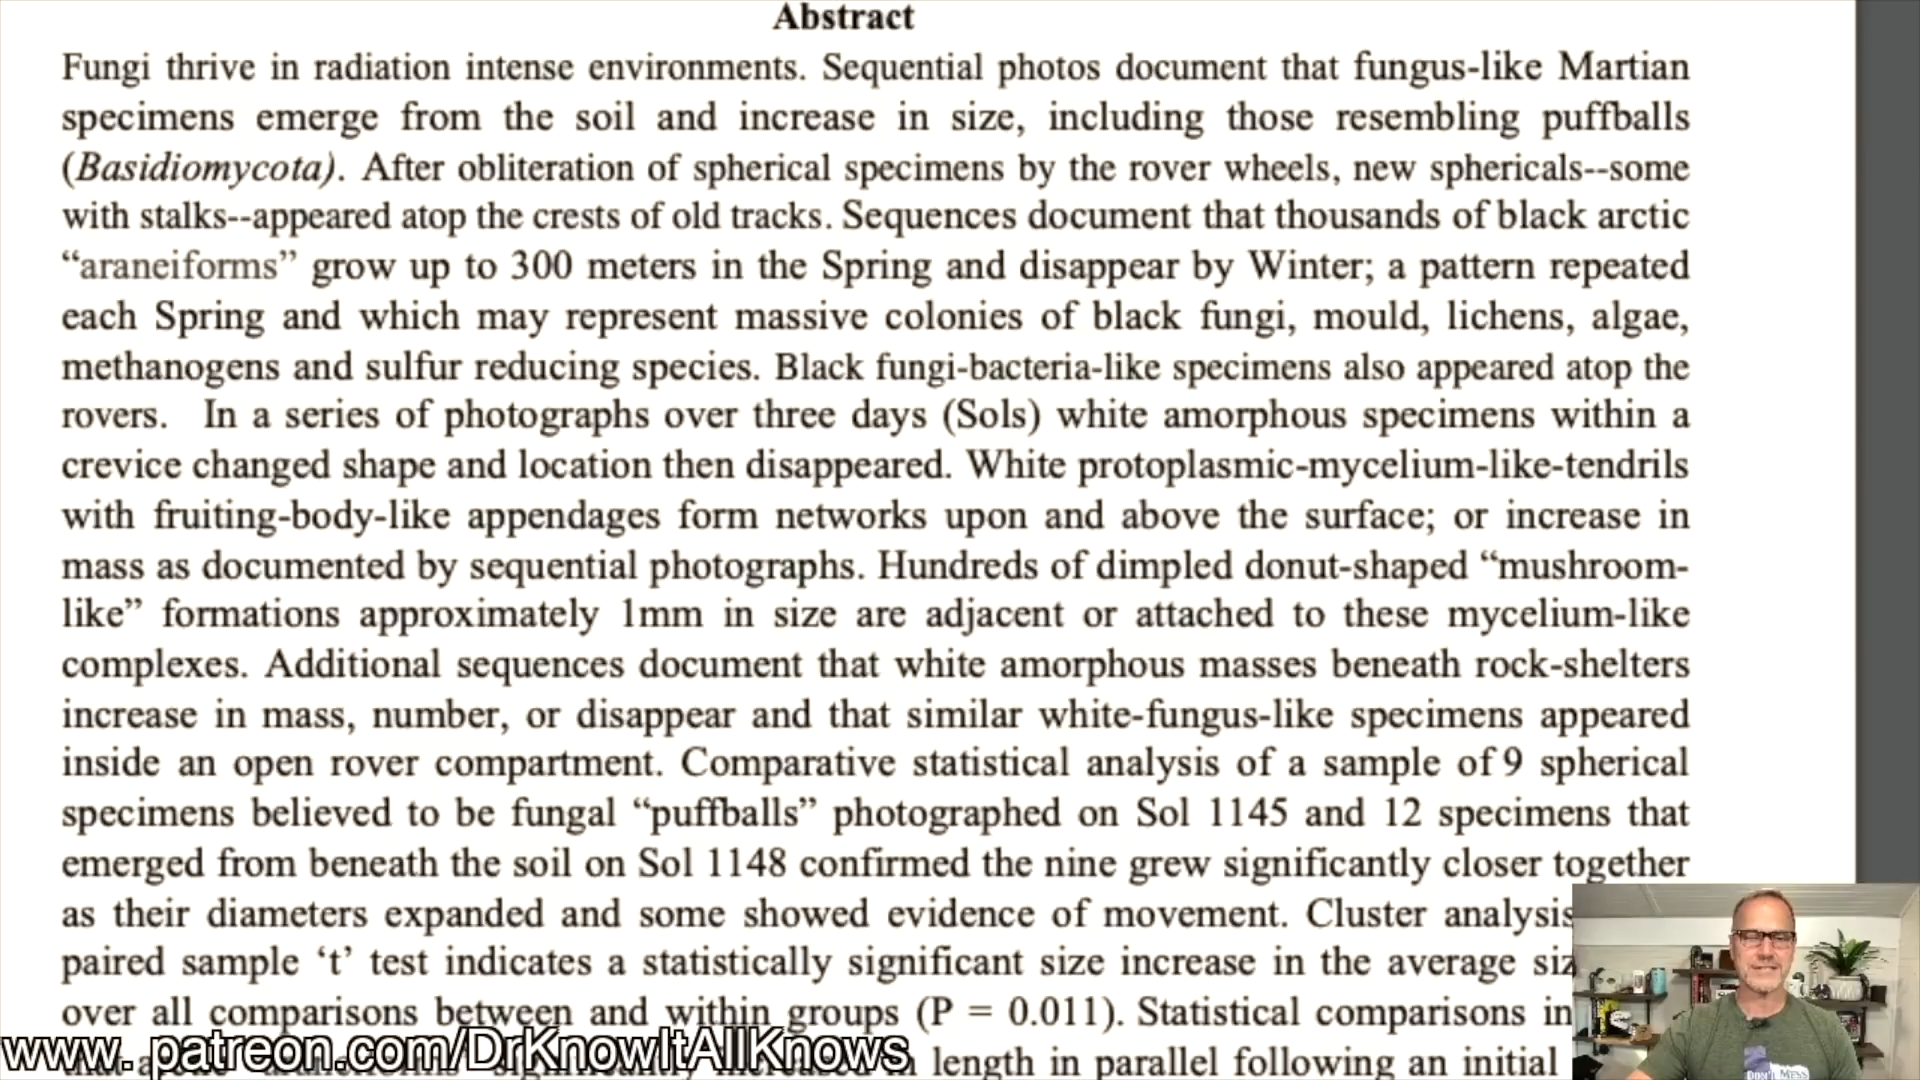 Abstract
Fungi thrive in radiation intense environments. Sequential photos document that fungus-like Martian
specimens emerge from the soil and increase in size, including those resembling puffballs
(Basidiomycota). After obliteration of spherical specimens by the rover wheels, new sphericals--some
with stalks--appeared atop the crests of old tracks. Sequences document that thousands of black arctic
“araneiforms” grow up to 300 meters in the Spring and disappear by Winter; a pattern repeated
each Spring and which may represent massive colonies of black fungi, mould, lichens, algae,
methanogens and sulfur reducing species. Black fungi-bacteria-like specimens also appeared atop the
rovers. In a series of photographs over three days (Sols) white amorphous specimens within a
crevice changed shape and location then disappeared. White protoplasmic-mycelium-like-tendrils
with fruiting-body-like appendages form networks upon and above the surface; or increase in
mass as documented by sequential photographs. Hundreds of dimpled donut-shaped “mushroom-
like” formations approximately 1mm in size are adjacent or attached to these mycelium-like
complexes. Additional sequences document that white amorphous masses beneath rock-shelters
increase in mass, number, or disappear and that similar white-fungus-like specimens appeared
inside an open rover compartment. Comparative statistical analysis of a sample of 9 spherical
specimens believed to be fungal “puffballs” photographed on Sol 1145 and 12 specimens that
emerged from beneath the soil on Sol 1148 confirmed the nine grew significantly closer together
as their diameters expanded and some showed evidence of movement. Cluster analysis
paired sample ‘t’ test indicates a statistically significant size increase in the average
over all comparisons between and within groups (P = 0.011). Statistical comparisons in
length in parallel following an initial
www. patreon.com/DrKnowItAllKnows
DON'T MESS